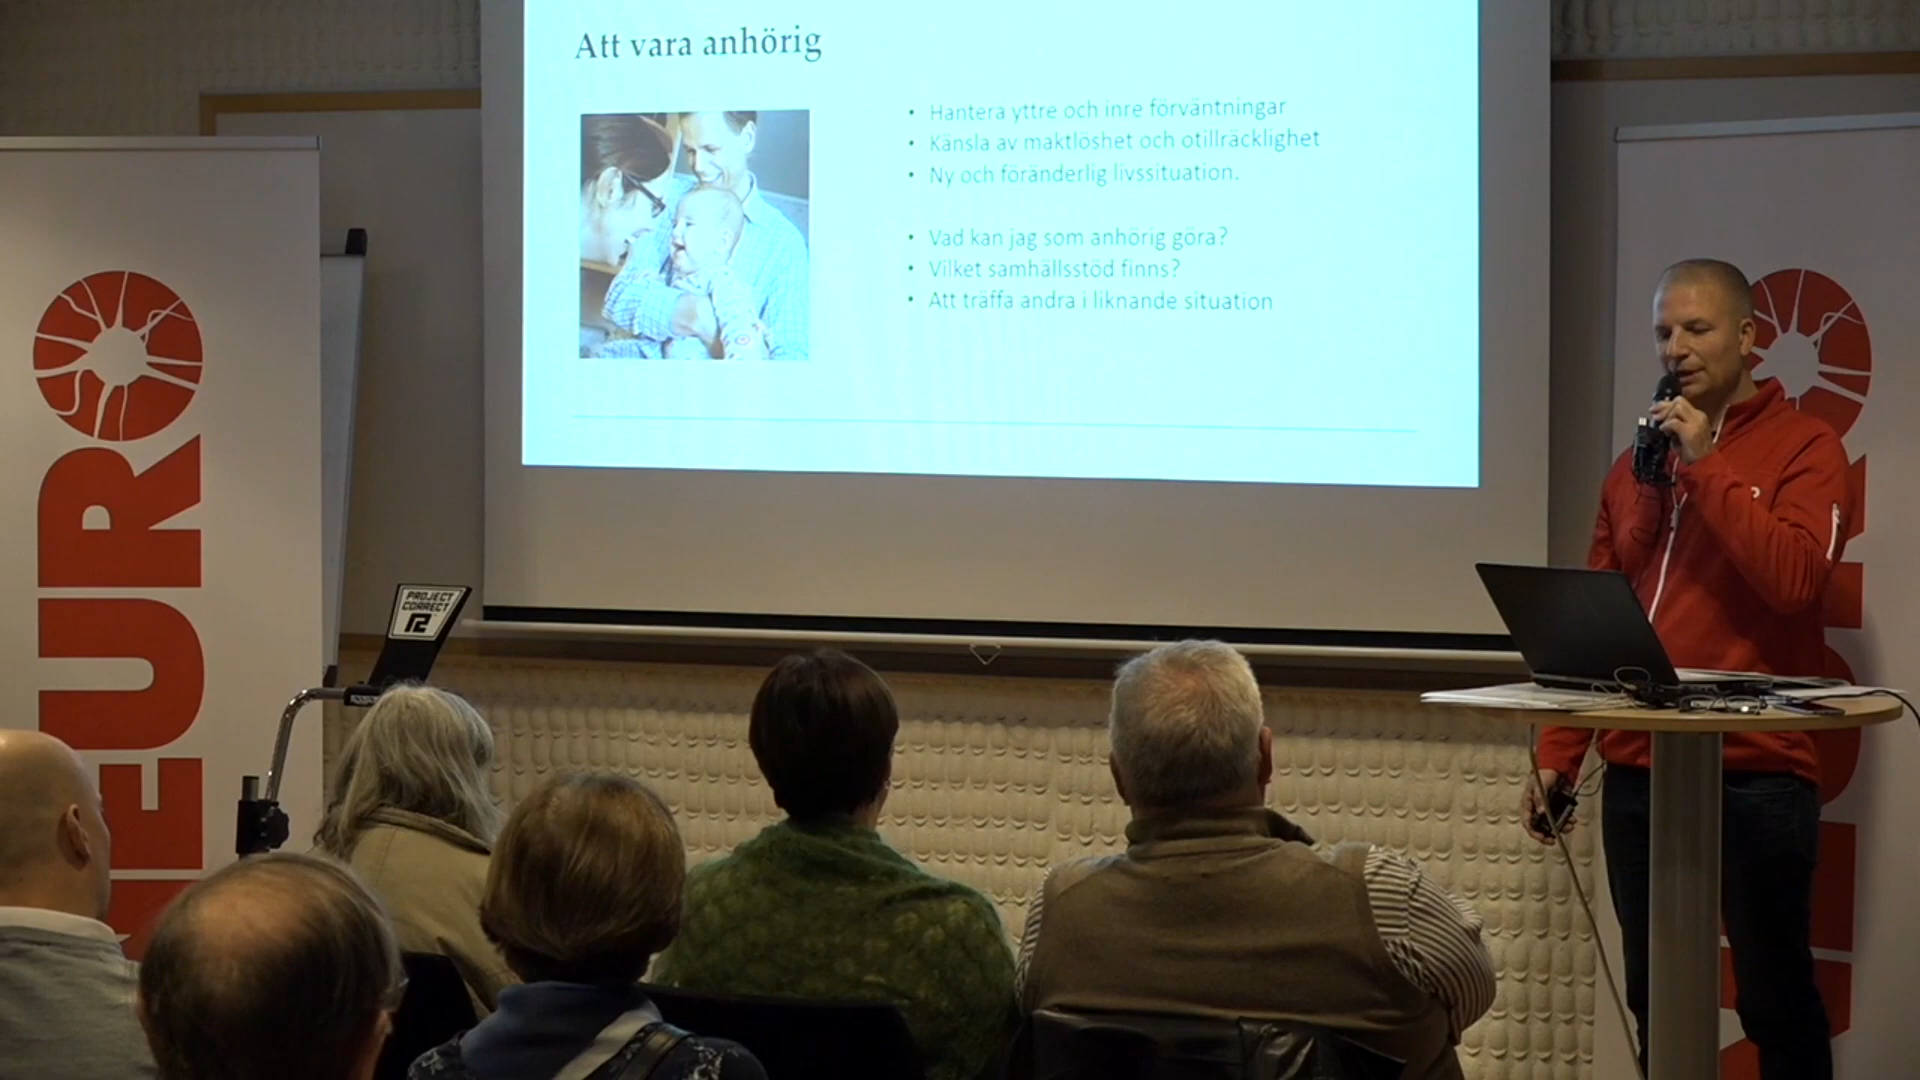 Att vara anhörig
• Hantera yttre och inre förväntningar
• Känsla av maktlöshet och otillräcklighet
• Ny och föränderlig livssituation.
• Vad kan jag som anhörig göra?
• Vilket samhällsstöd finns?
• Att träffa andra i liknande situation
NEURO
PROJECT
CORRECT